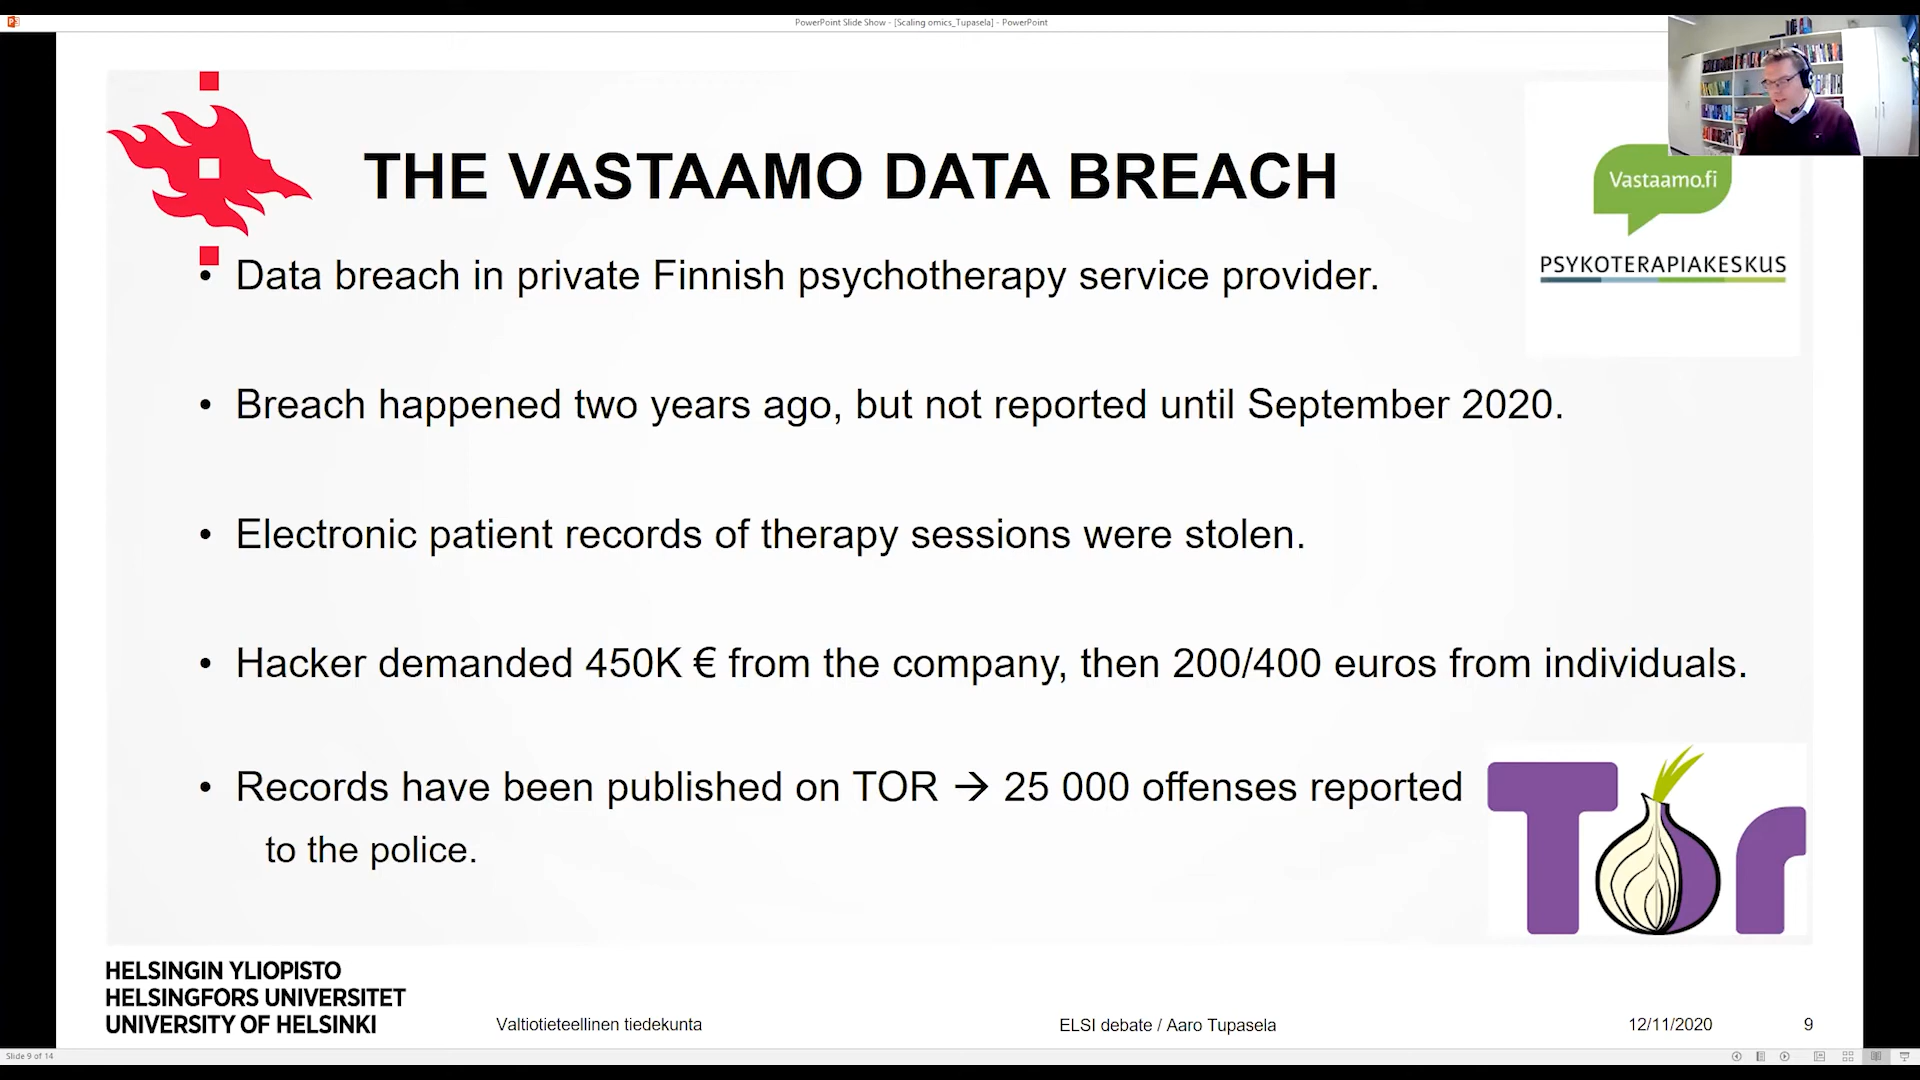 PowerPoint Slide Show - [Scaling omics_Tupasela] - PowerPoint
THE VASTAAMO DATA BREACH
Vastaamo.fi
PSYKOTERAPIAKESKUS
• Data breach in private Finnish psychotherapy service provider.
• Breach happened two years ago, but not reported until September 2020.
• Electronic patient records of therapy sessions were stolen.
• Hacker demanded 450K € from the company, then 200/400 euros from individuals.
• Records have been published on TOR → 25 000 offenses reported
to the police.
Tor
HELSINGIN YLIOPISTO
HELSINGFORS UNIVERSITET
UNIVERSITY OF HELSINKI
Valtiotieteellinen tiedekunta
ELSI debate / Aaro Tupasela
12/11/2020
9
Slide 9 of 14